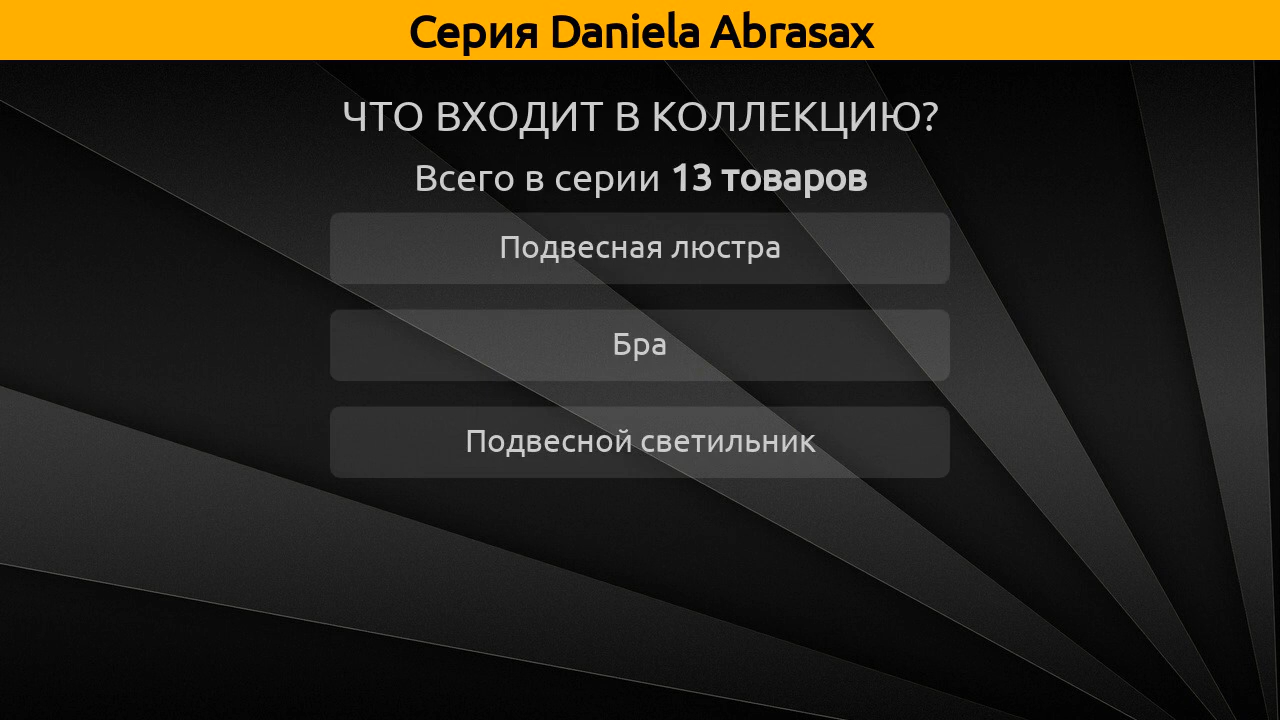 Серия Daniela Abrasax
ЧТО ВХОДИТ В КОЛЛЕКЦИЮ?
Всего в серии 13 товаров
Подвесная люстра
Бра
Подвесной светильник